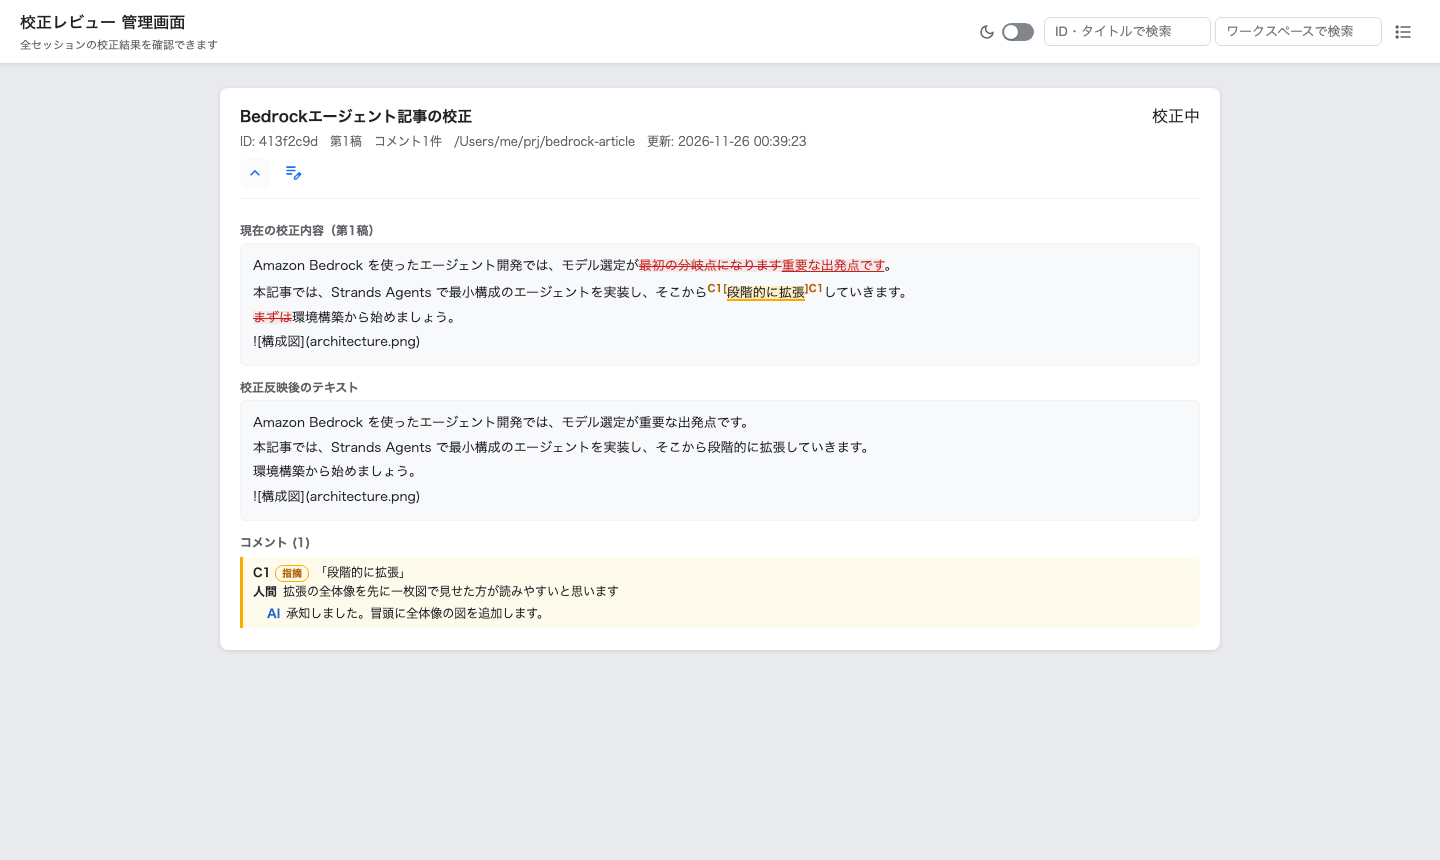 校正レビュー 管理画面
全セッションの校正結果を確認できます
ID・タイトルで検索
ワークスペースで検索
Bedrockエージェント記事の校正
校正中
ID: 413f2c9d 第1稿 コメント1件 /Users/me/prj/bedrock-article 更新: 2026-11-26 00:39:23
現在の校正内容（第1稿）
Amazon Bedrock を使ったエージェント開発では、モデル選定が最初の分岐点になります重要な出発点です。
本記事では、Strands Agents で最小構成のエージェントを実装し、そこからC1[段階的に拡張]C1していきます。
まずは環境構築から始めましょう。
![構成図](architecture.png)
校正反映後のテキスト
Amazon Bedrock を使ったエージェント開発では、モデル選定が重要な出発点です。
本記事では、Strands Agents で最小構成のエージェントを実装し、そこから段階的に拡張していきます。
環境構築から始めましょう。
![構成図](architecture.png)
コメント (1)
C1 指摘 「段階的に拡張」
人間 拡張の全体像を先に一枚図で見せた方が読みやすいと思います
AI 承知しました。冒頭に全体像の図を追加します。